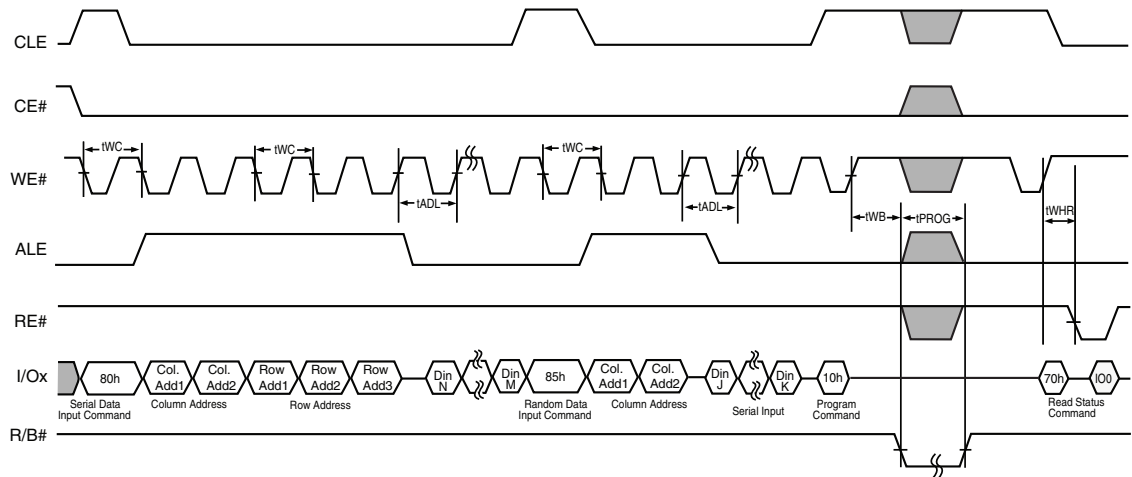 CLE
CE#
tWC
tWC
tWC
WE#
tADL
tADL
tWB
tPROG
tWHR
ALE
RE#
I/Ox
80h
Col. Add1
Col. Add2
Row Add1
Row Add2
Row Add3
Din N
Din M
85h
Col. Add1
Col. Add2
Din J
Din K
10h
70h
I00
Serial Data
Input Command
Column Address
Row Address
Random Data
Input Command
Column Address
Serial Input
Program
Command
Read Status
Command
R/B#